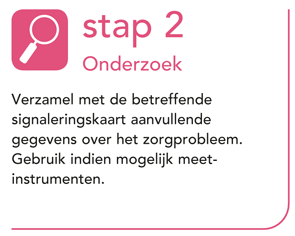 stap 2
Onderzoek
Verzamel met de betreffende
signaleringskaart aanvullende
gegevens over het zorgprobleem.
Gebruik indien mogelijk meet-
instrumenten.